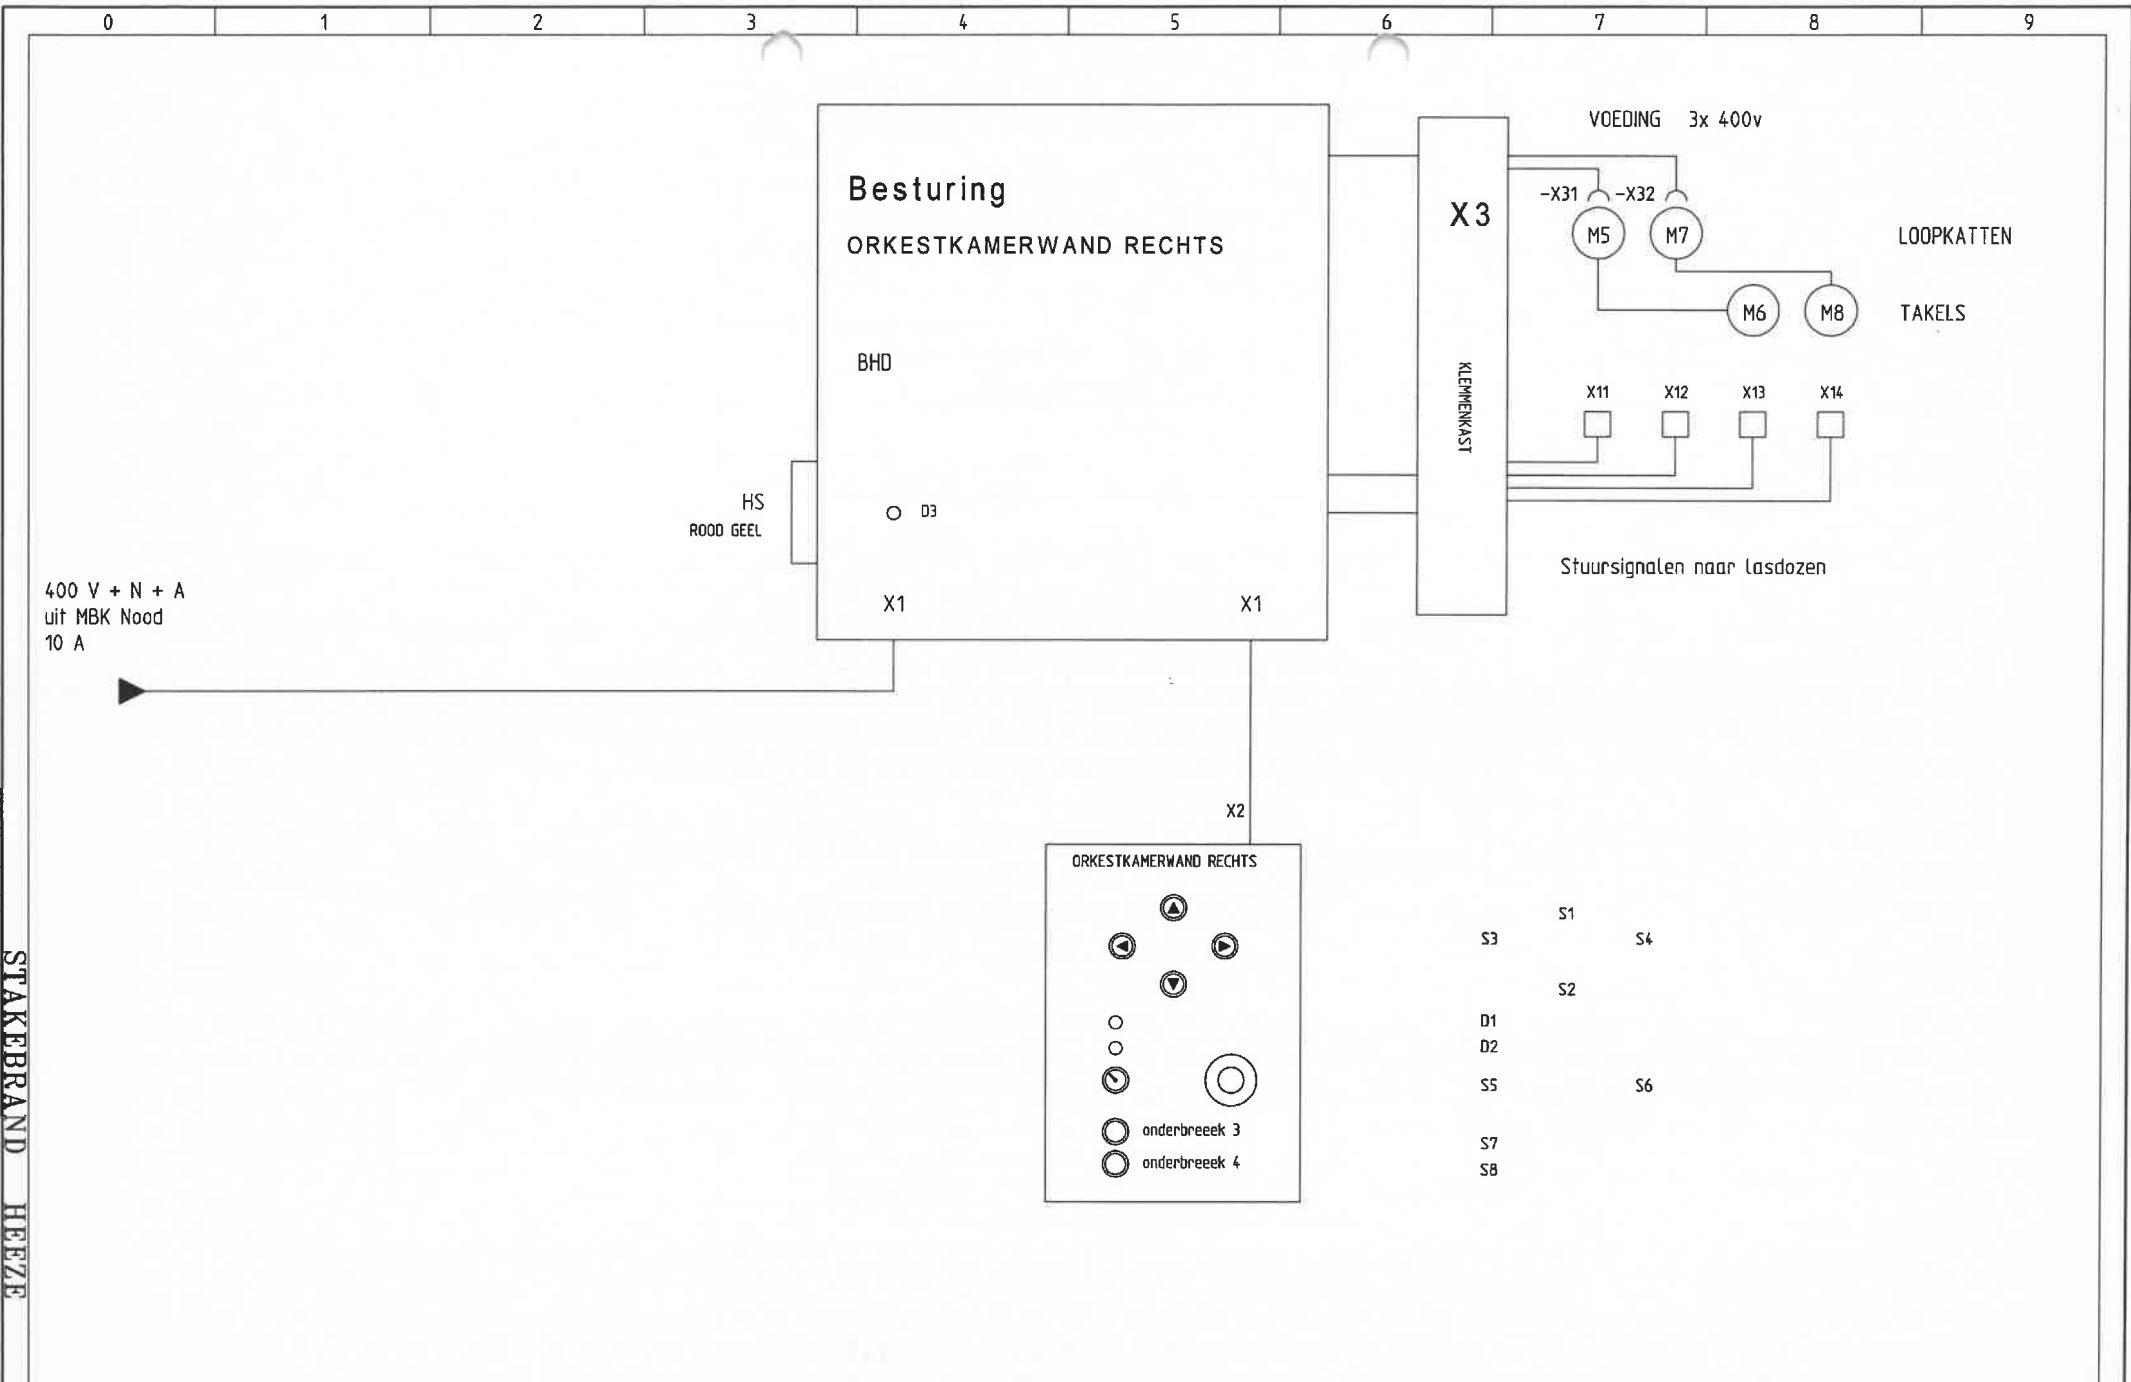 0 1 2 3 4 5 6 7 8 9
VOEDING 3x 400v
Besturing
ORKESTKAMERWAND RECHTS
X3
-X31 -X32
M5 M7
LOOPKATTEN
M6 M8
TAKELS
BHD
KLEMMENKAST
X11 X12 X13 X14
HS
ROOD GEEL
D3
Stuursignalen naar lasdozen
400 V + N + A
uit MBK Nood
10 A
X1 X1
X2
ORKESTKAMERWAND RECHTS
S1
S3 S4
S2
D1
D2
S5 S6
onderbreeek 3
S7
onderbreeek 4
S8
STAKEBRAND HEEZE